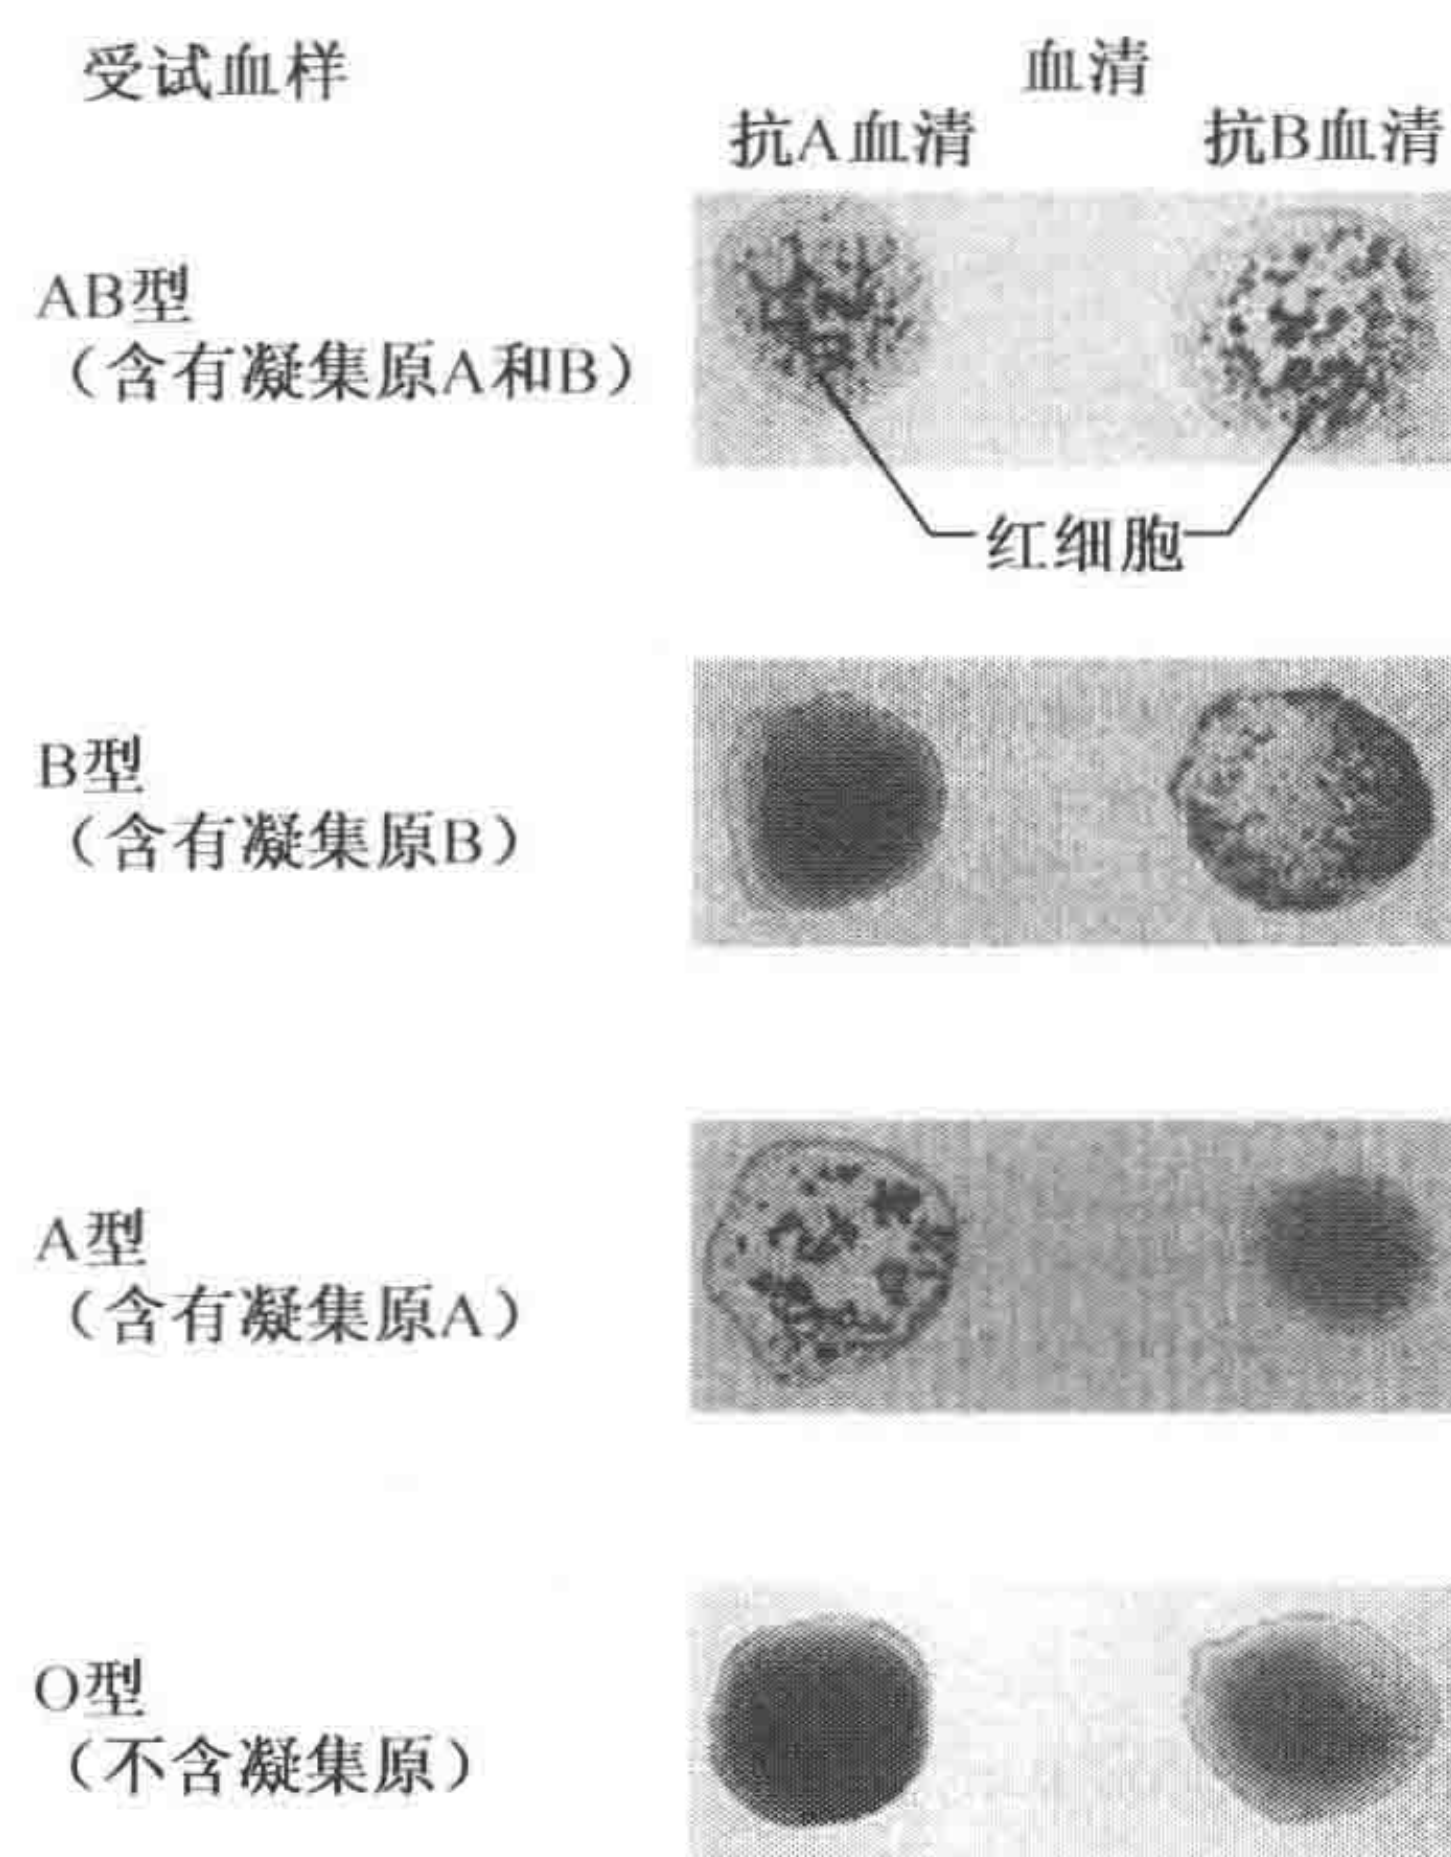 受试血样
血清
抗A血清
抗B血清
AB型
（含有凝集原A和B）
红细胞
B型
（含有凝集原B）
A型
（含有凝集原A）
O型
（不含凝集原）